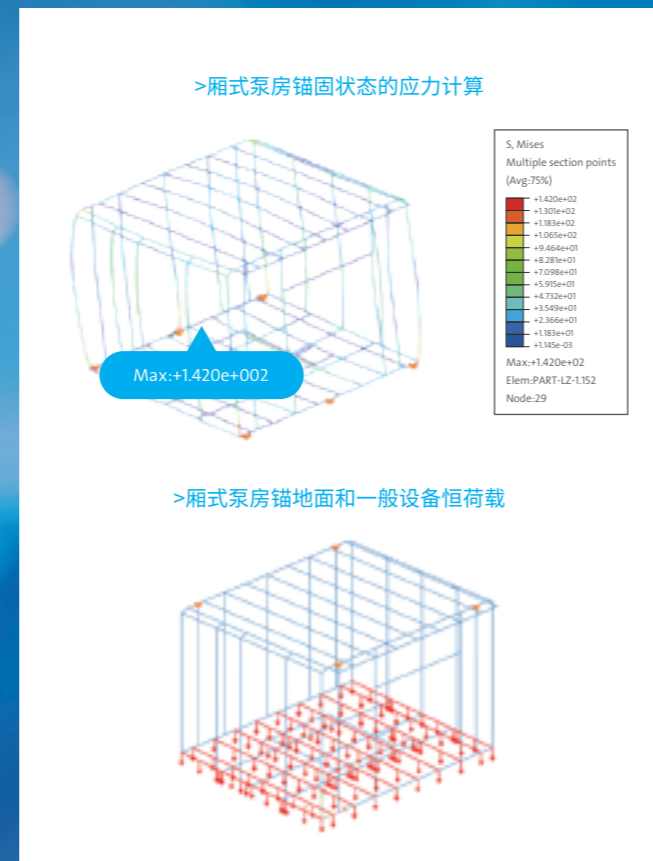 >厢式泵房锚固状态的应力计算
S, Mises
Multiple section points
(Avg:75%)
+1.420e+02
+1.301e+02
+1.183e+02
+1.065e+02
+9.464e+01
+8.281e+01
+7.098e+01
+5.915e+01
+4.732e+01
+3.549e+01
+2.366e+01
+1.183e+01
+1.145e-03
Max:+1.420e+02
Elem:PART-LZ-1.152
Node:29
Max:+1.420e+002
>厢式泵房锚地面和一般设备恒荷载